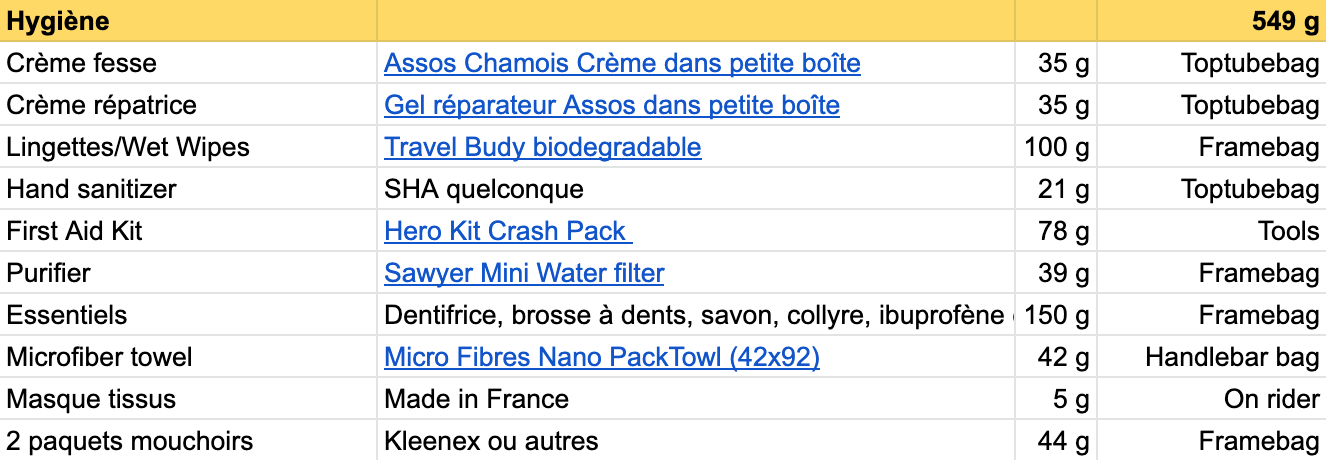 Hygiène 549 g
Crème fesse Assos Chamois Crème dans petite boîte 35 g Toptubebag
Crème répatrice Gel réparateur Assos dans petite boîte 35 g Toptubebag
Lingettes/Wet Wipes Travel Budy biodegradable 100 g Framebag
Hand sanitizer SHA quelconque 21 g Toptubebag
First Aid Kit Hero Kit Crash Pack 78 g Tools
Purifier Sawyer Mini Water filter 39 g Framebag
Essentiels Dentifrice, brosse à dents, savon, collyre, ibuprofène 150 g Framebag
Microfiber towel Micro Fibres Nano PackTowl (42x92) 42 g Handlebar bag
Masque tissus Made in France 5 g On rider
2 paquets mouchoirs Kleenex ou autres 44 g Framebag